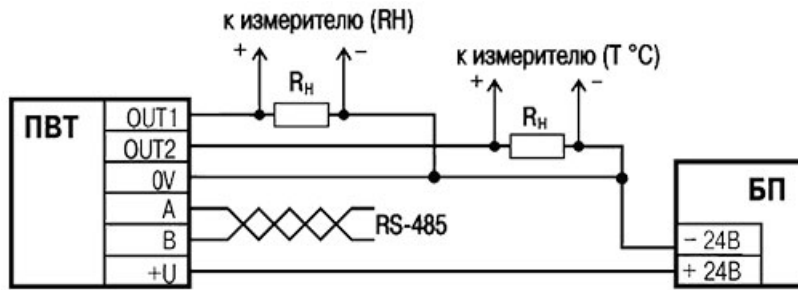 к измерителю (RH)
+ −
Rн
к измерителю (T °C)
+ −
Rн
ПВТ
OUT1
OUT2
0V
A
B
+U
RS-485
БП
− 24В
+ 24В